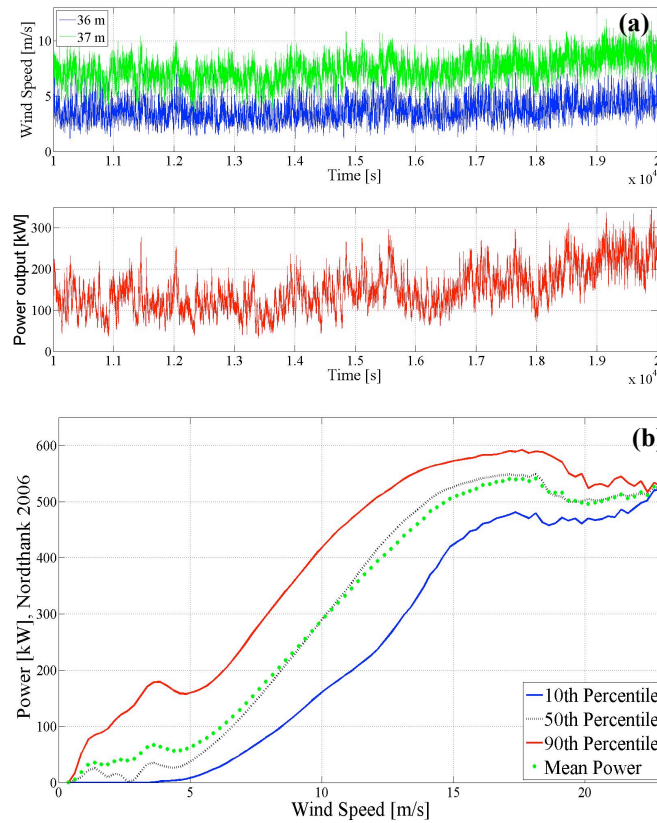 (a)
36 m
37 m
Wind Speed [m/s]
10
5
0
1 1.1 1.2 1.3 1.4 1.5 1.6 1.7 1.8 1.9 2
Time [s]
x 10⁴
Power output [kW]
300
200
100
0
1 1.1 1.2 1.3 1.4 1.5 1.6 1.7 1.8 1.9 2
Time [s]
x 10⁴
(b)
Power [kW], Nordthank 2006
600
500
400
300
200
100
0
0 5 10 15 20
Wind Speed [m/s]
10th Percentile
50th Percentile
90th Percentile
Mean Power